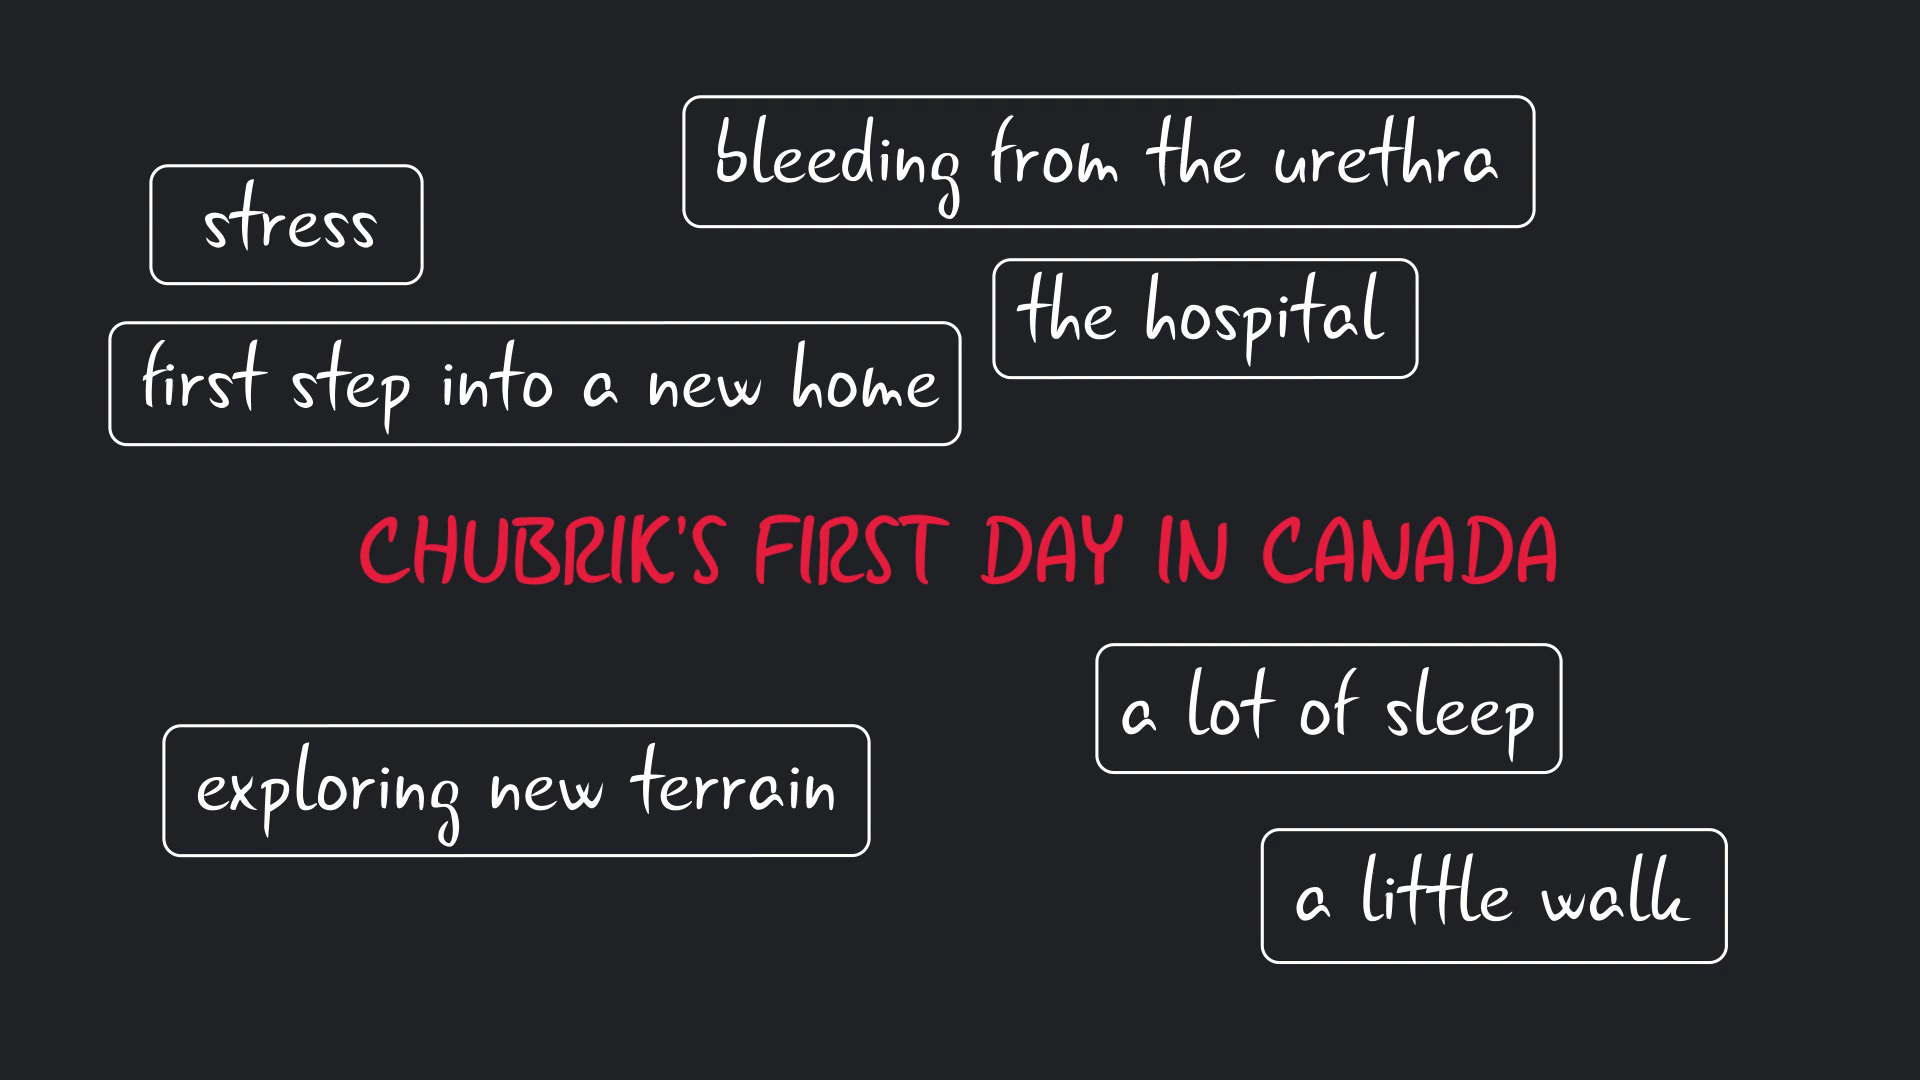 bleeding from the urethra
stress
the hospital
first step into a new home
CHUBRIK'S FIRST DAY IN CANADA
a lot of sleep
exploring new terrain
a little walk